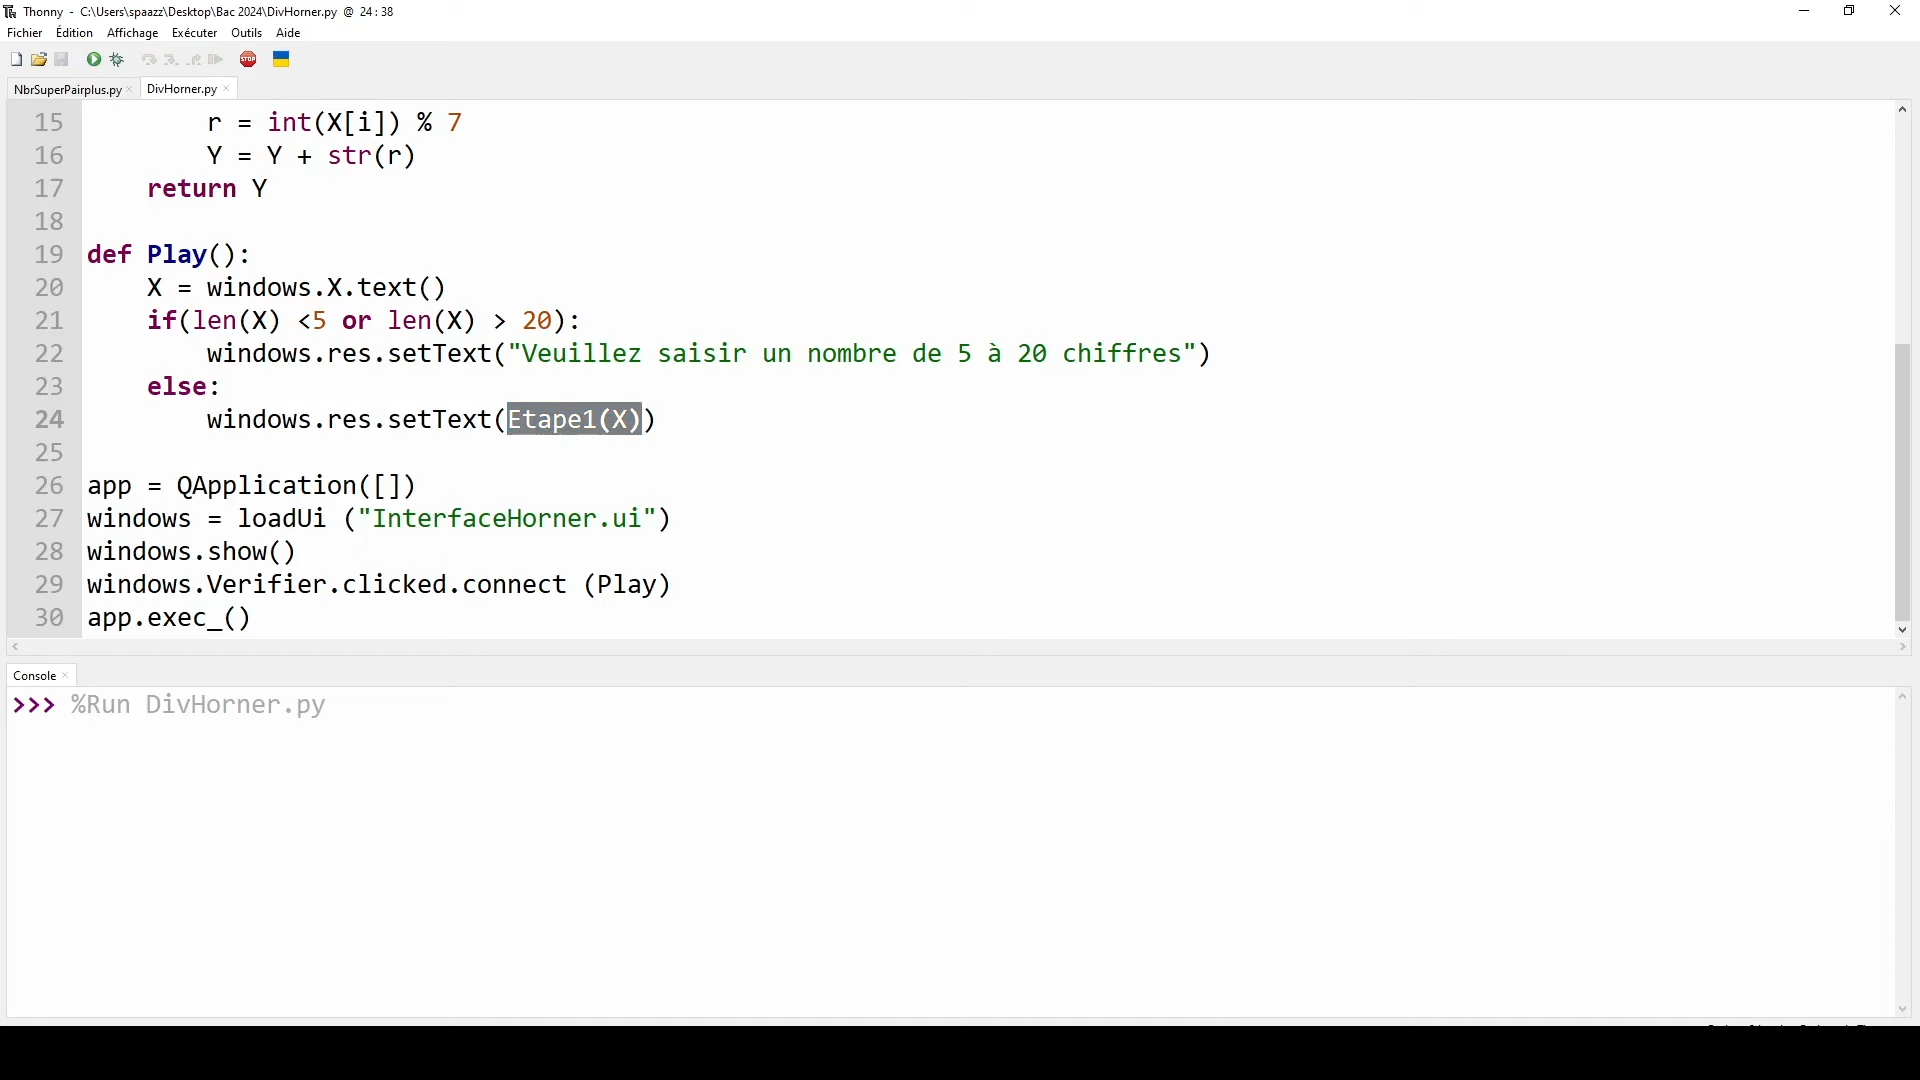 Thonny - C:\Users\spaazz\Desktop\Bac 2024\DivHorner.py @ 24 : 38
Fichier Édition Affichage Exécuter Outils Aide
STOP
NbrSuperPairplus.py × DivHorner.py ×
15 r = int(X[i]) % 7
16 Y = Y + str(r)
17 return Y
18
19 def Play():
20 X = windows.X.text()
21 if(len(X) <5 or len(X) > 20):
22 windows.res.setText("Veuillez saisir un nombre de 5 à 20 chiffres")
23 else:
24 windows.res.setText(Etape1(X))
25
26 app = QApplication([])
27 windows = loadUi ("InterfaceHorner.ui")
28 windows.show()
29 windows.Verifier.clicked.connect (Play)
30 app.exec_()
Console ×
>>> %Run DivHorner.py